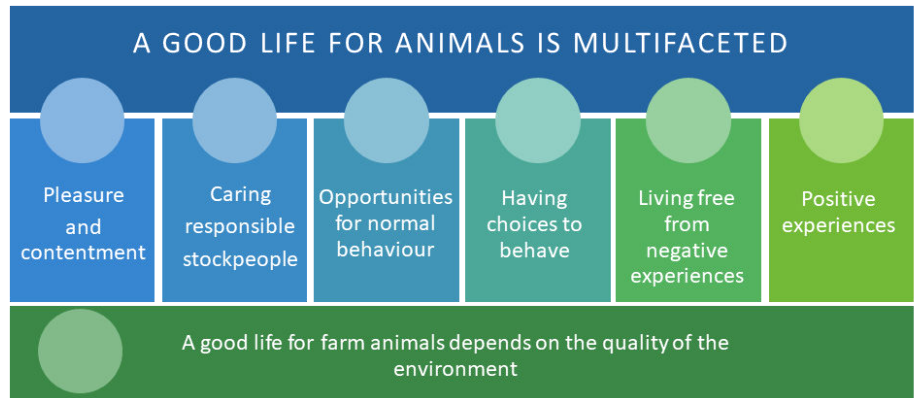 A GOOD LIFE FOR ANIMALS IS MULTIFACETED
Pleasure
and
contentment
Caring
responsible
stockpeople
Opportunities
for normal
behaviour
Having
choices to
behave
Living free
from
negative
experiences
Positive
experiences
A good life for farm animals depends on the quality of the
environment